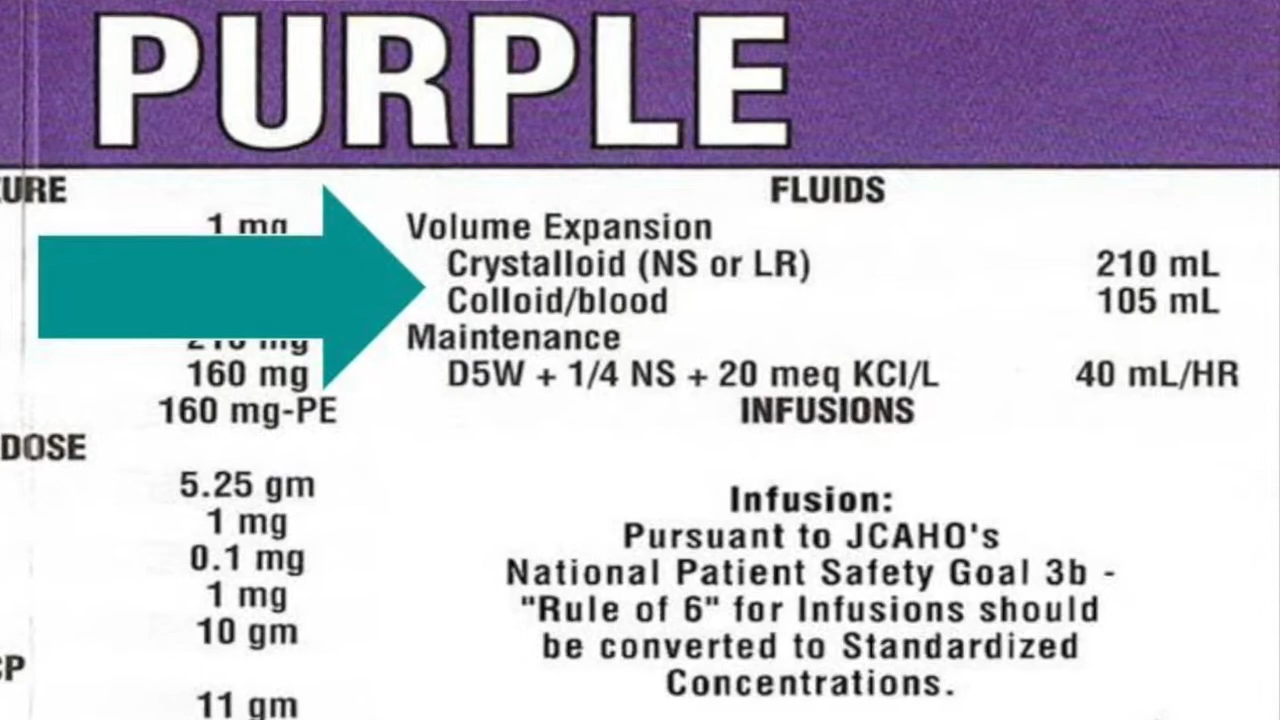 PURPLE
FLUIDS
1 mg
210 mg
160 mg
160 mg-PE
DOSE
5.25 gm
1 mg
0.1 mg
1 mg
10 gm
11 gm
Volume Expansion
Crystalloid (NS or LR) 210 mL
Colloid/blood 105 mL
Maintenance
D5W + 1/4 NS + 20 meq KCl/L 40 mL/HR
INFUSIONS
Infusion:
Pursuant to JCAHO's
National Patient Safety Goal 3b -
"Rule of 6" for Infusions should
be converted to Standardized
Concentrations.